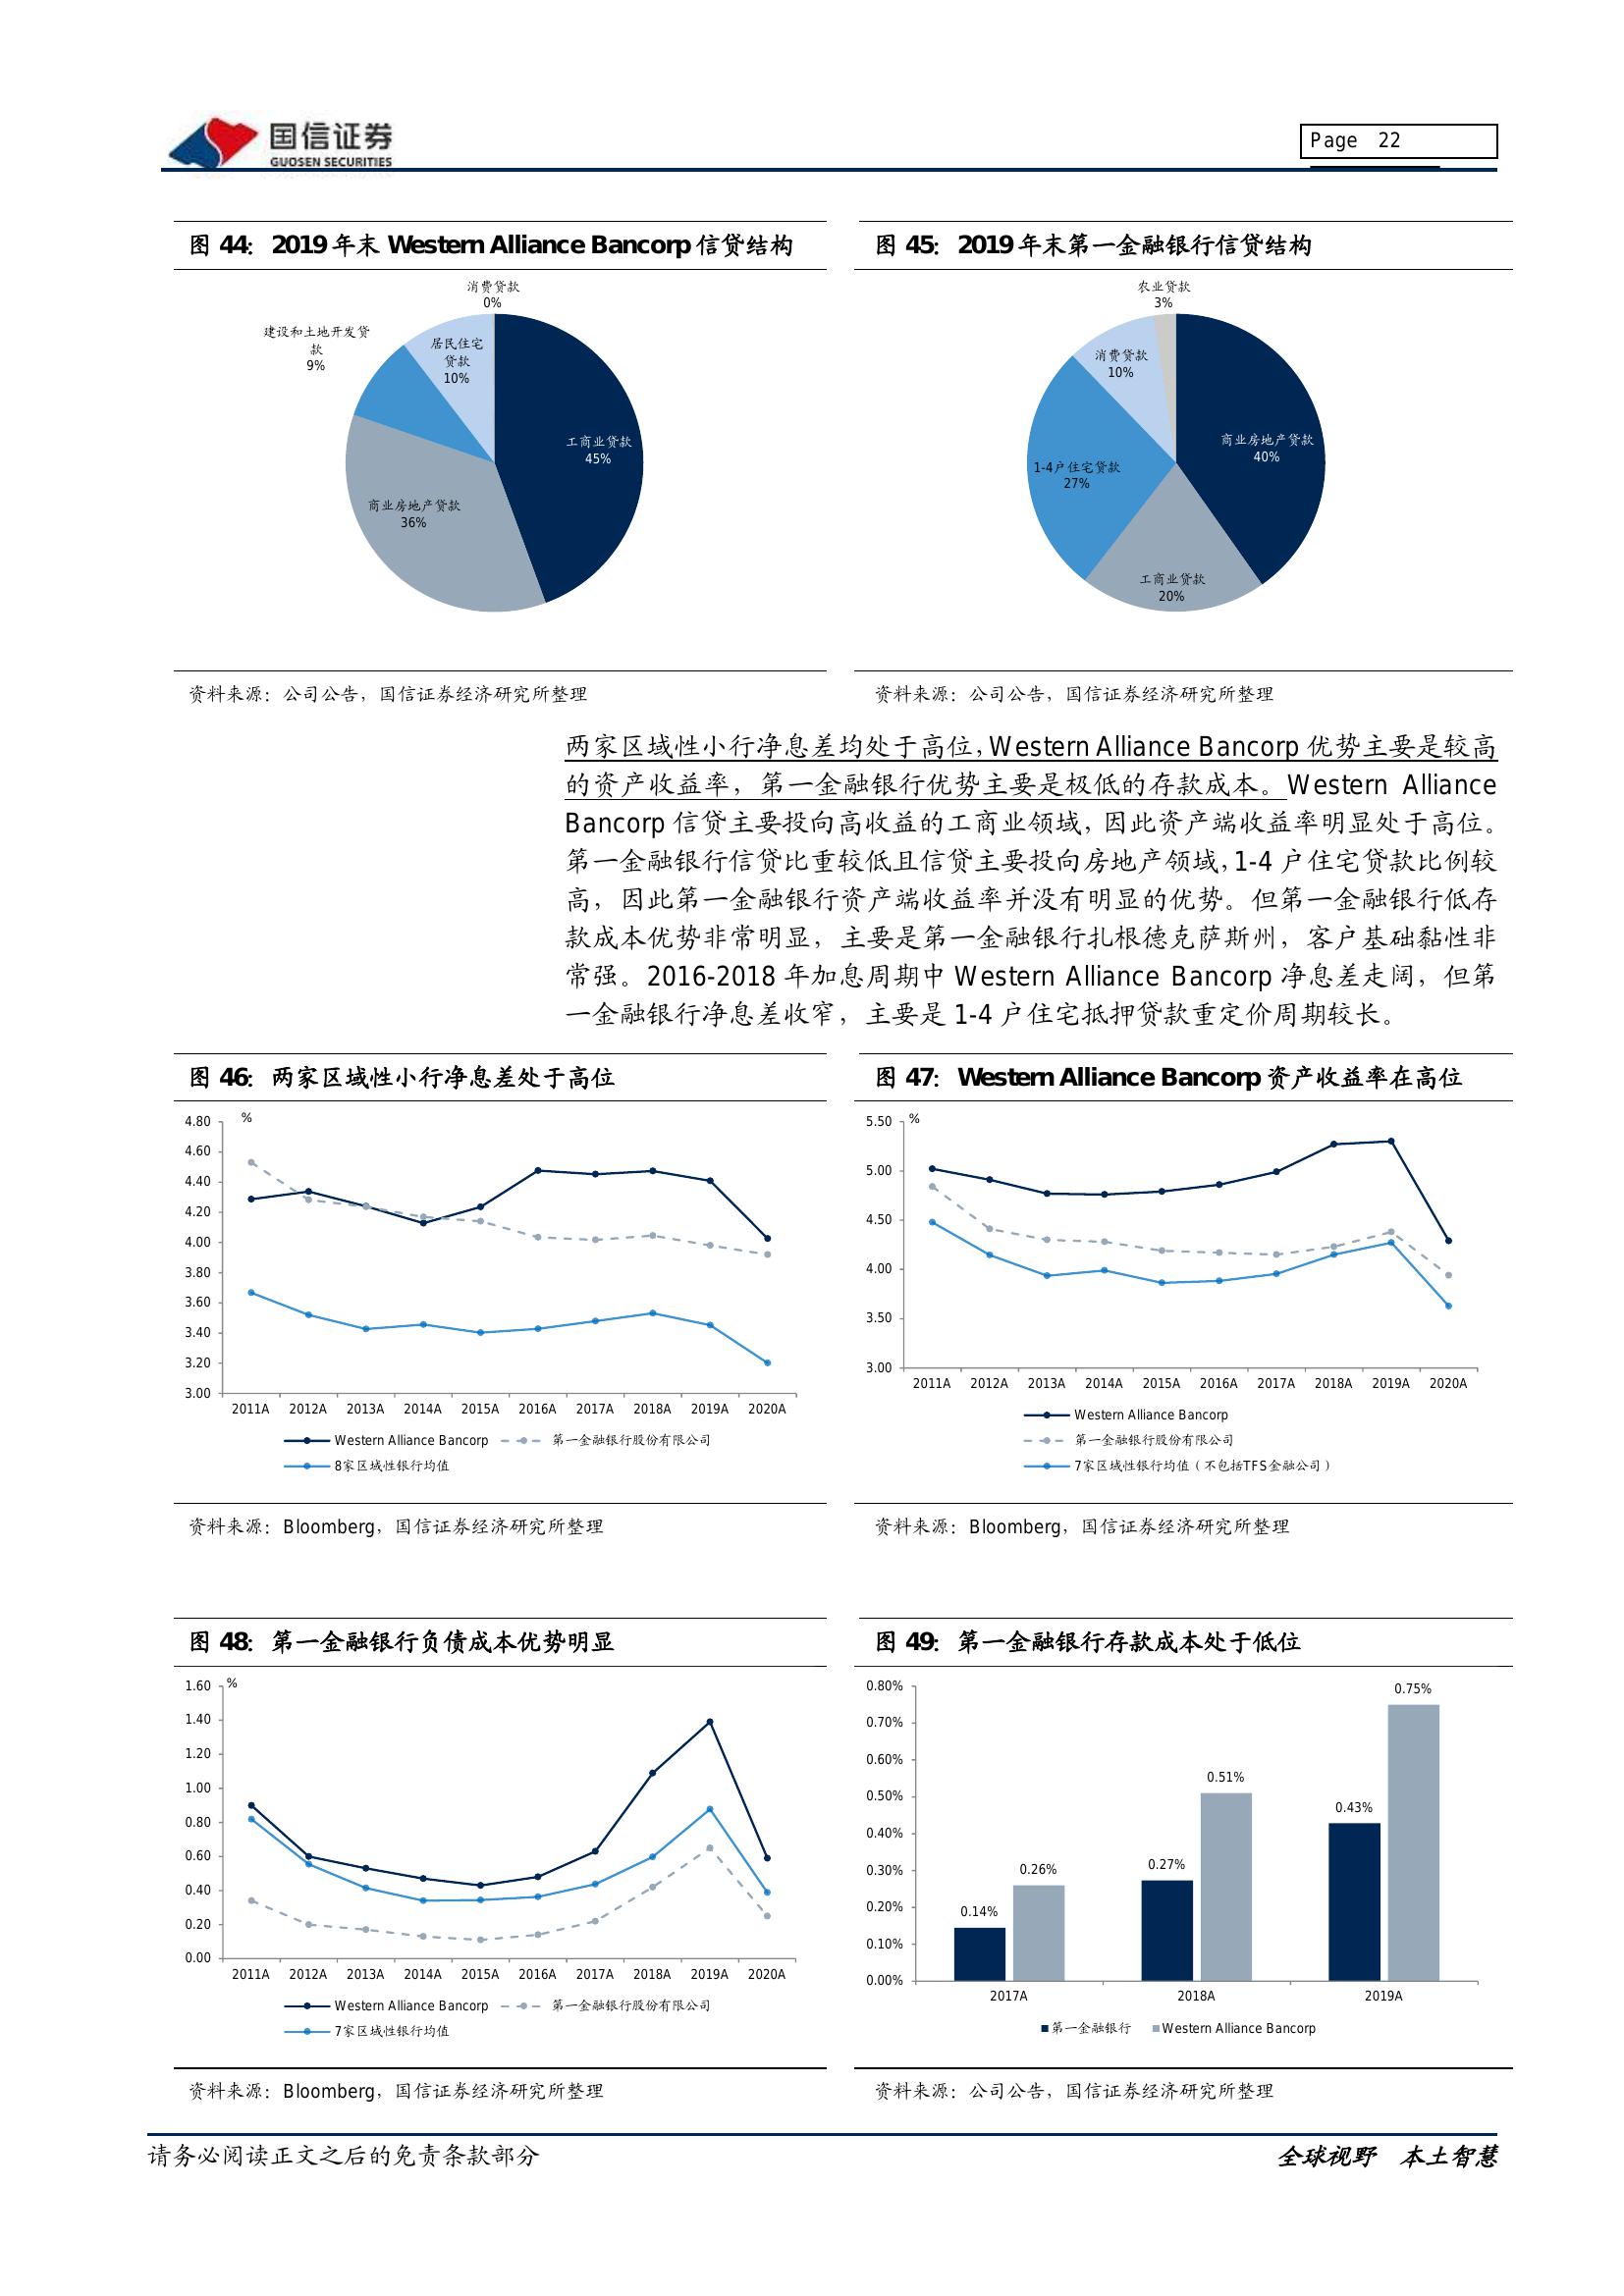 国信证券
GUOSEN SECURITIES
Page 22
图 44：2019 年末 Western Alliance Bancorp 信贷结构
消费贷款
0%
建设和土地开发贷
款
9%
居民住宅
贷款
10%
工商业贷款
45%
商业房地产贷款
36%
资料来源：公司公告，国信证券经济研究所整理
图 45：2019 年末第一金融银行信贷结构
农业贷款
3%
消费贷款
10%
商业房地产贷款
40%
1-4户住宅贷款
27%
工商业贷款
20%
资料来源：公司公告，国信证券经济研究所整理
两家区域性小行净息差均处于高位，Western Alliance Bancorp 优势主要是较高
的资产收益率，第一金融银行优势主要是极低的存款成本。Western Alliance
Bancorp 信贷主要投向高收益的工商业领域，因此资产端收益率明显处于高位。
第一金融银行信贷比重较低且信贷主要投向房地产领域，1-4 户住宅贷款比例较
高，因此第一金融银行资产端收益率并没有明显的优势。但第一金融银行低存
款成本优势非常明显，主要是第一金融银行扎根德克萨斯州，客户基础黏性非
常强。2016-2018 年加息周期中 Western Alliance Bancorp 净息差走阔，但第
一金融银行净息差收窄，主要是 1-4 户住宅抵押贷款重定价周期较长。
图 46：两家区域性小行净息差处于高位
%
4.80
4.60
4.40
4.20
4.00
3.80
3.60
3.40
3.20
3.00
2011A 2012A 2013A 2014A 2015A 2016A 2017A 2018A 2019A 2020A
Western Alliance Bancorp 第一金融银行股份有限公司
8家区域性银行均值
资料来源：Bloomberg，国信证券经济研究所整理
图 47：Western Alliance Bancorp 资产收益率在高位
%
5.50
5.00
4.50
4.00
3.50
3.00
2011A 2012A 2013A 2014A 2015A 2016A 2017A 2018A 2019A 2020A
Western Alliance Bancorp
第一金融银行股份有限公司
7家区域性银行均值（不包括TFS金融公司）
资料来源：Bloomberg，国信证券经济研究所整理
图 48：第一金融银行负债成本优势明显
%
1.60
1.40
1.20
1.00
0.80
0.60
0.40
0.20
0.00
2011A 2012A 2013A 2014A 2015A 2016A 2017A 2018A 2019A 2020A
Western Alliance Bancorp 第一金融银行股份有限公司
7家区域性银行均值
资料来源：Bloomberg，国信证券经济研究所整理
图 49：第一金融银行存款成本处于低位
0.80%
0.70%
0.60%
0.50%
0.40%
0.30%
0.20%
0.10%
0.00%
0.14%
0.26%
0.27%
0.51%
0.43%
0.75%
2017A 2018A 2019A
第一金融银行 Western Alliance Bancorp
资料来源：公司公告，国信证券经济研究所整理
请务必阅读正文之后的免责条款部分
全球视野 本土智慧